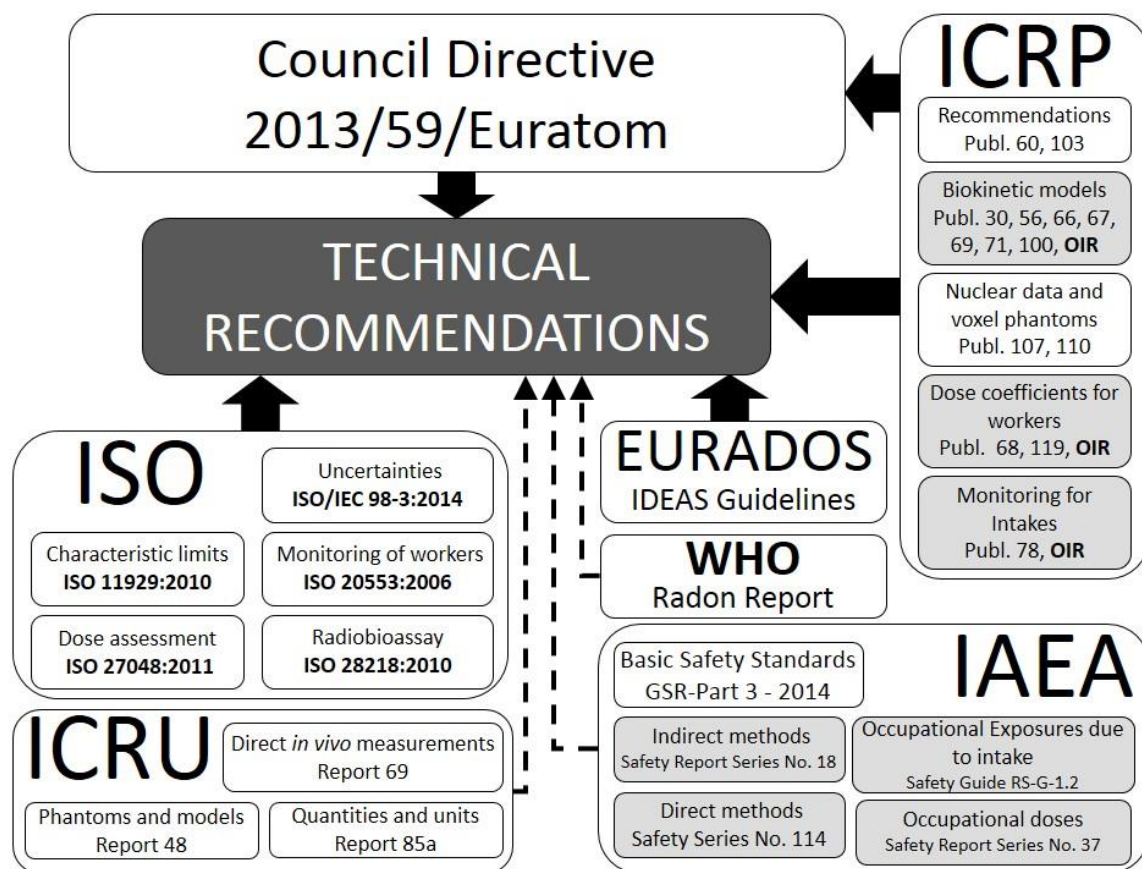 Council Directive
2013/59/Euratom
TECHNICAL
RECOMMENDATIONS
ICRP
Recommendations
Publ. 60, 103
Biokinetic models
Publ. 30, 56, 66, 67,
69, 71, 100, OIR
Nuclear data and
voxel phantoms
Publ. 107, 110
Dose coefficients for
workers
Publ. 68, 119, OIR
Monitoring for
Intakes
Publ. 78, OIR
ISO
Uncertainties
ISO/IEC 98-3:2014
Characteristic limits
ISO 11929:2010
Monitoring of workers
ISO 20553:2006
Dose assessment
ISO 27048:2011
Radiobioassay
ISO 28218:2010
EURADOS
IDEAS Guidelines
WHO
Radon Report
ICRU
Direct in vivo measurements
Report 69
Phantoms and models
Report 48
Quantities and units
Report 85a
IAEA
Basic Safety Standards
GSR-Part 3 - 2014
Indirect methods
Safety Report Series No. 18
Occupational Exposures due
to intake
Safety Guide RS-G-1.2
Direct methods
Safety Series No. 114
Occupational doses
Safety Report Series No. 37